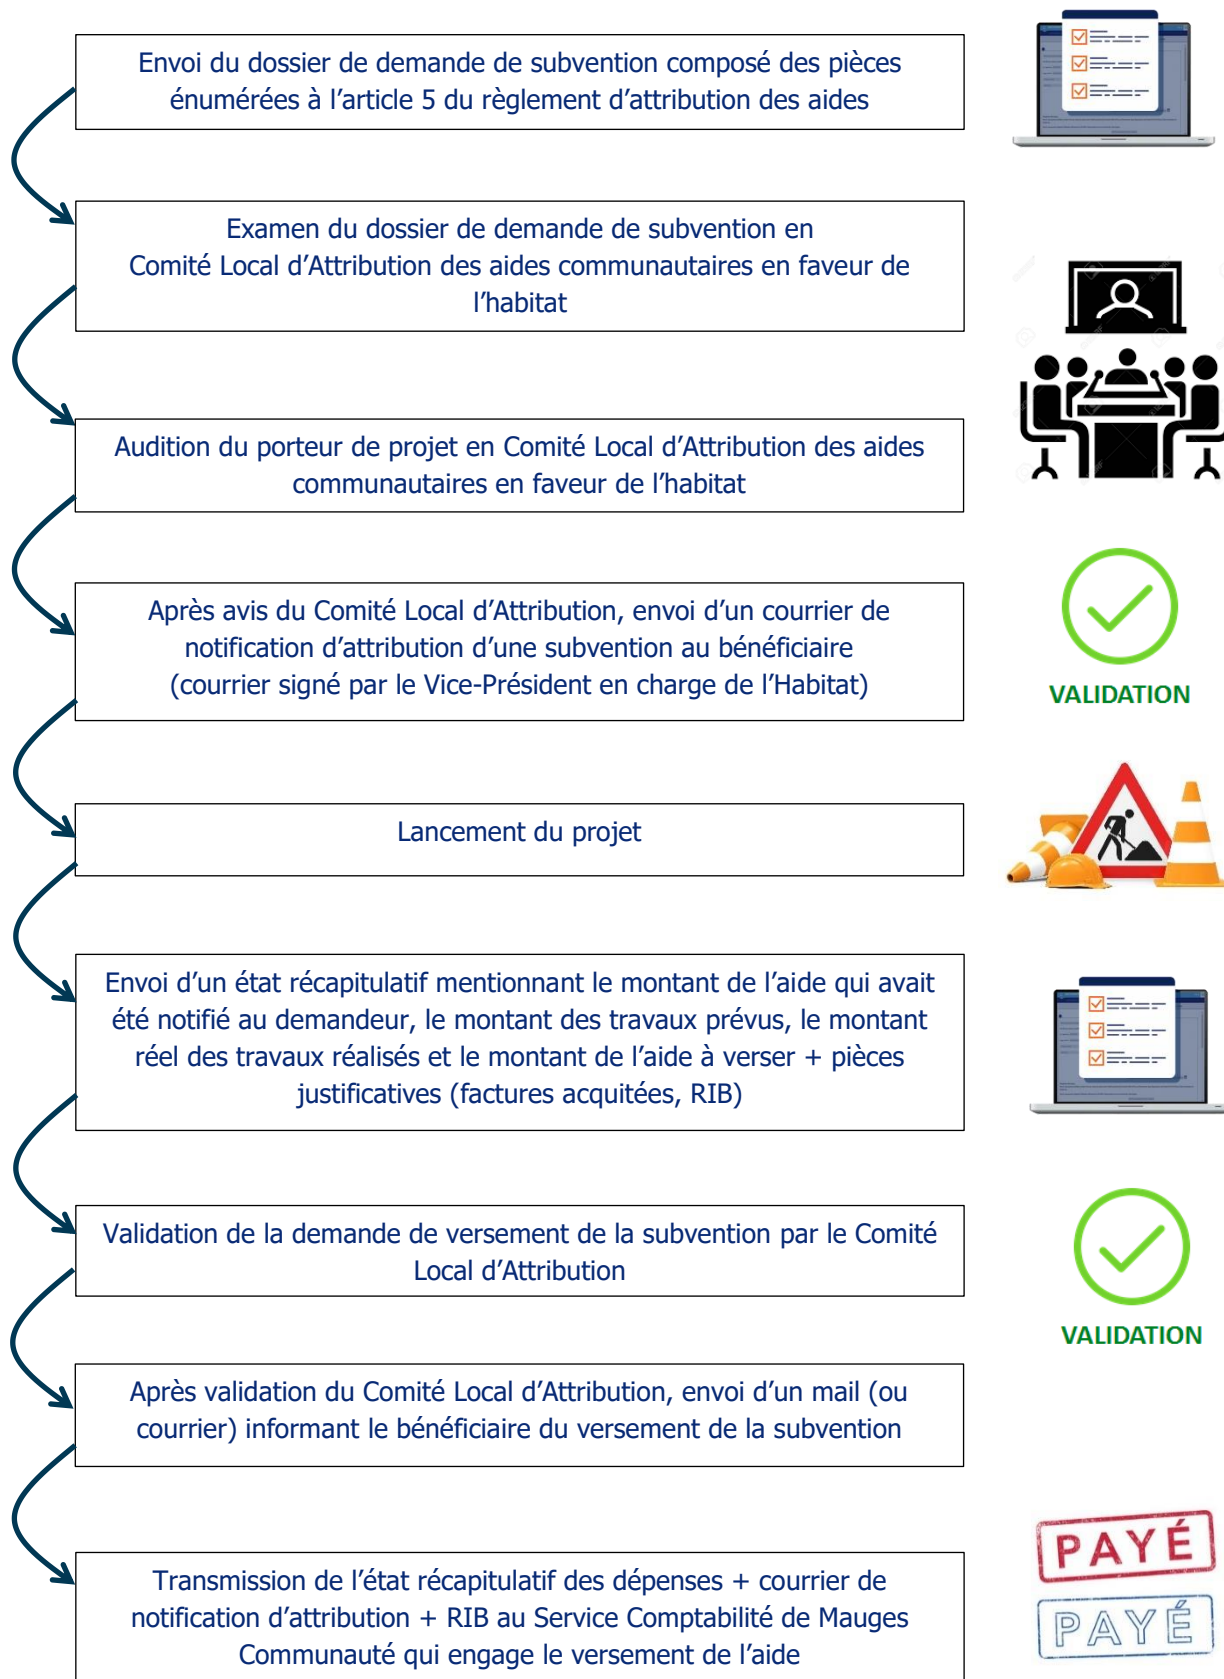 Envoi du dossier de demande de subvention composé des pièces
énumérées à l’article 5 du règlement d’attribution des aides
Examen du dossier de demande de subvention en
Comité Local d’Attribution des aides communautaires en faveur de
l’habitat
Audition du porteur de projet en Comité Local d’Attribution des aides
communautaires en faveur de l’habitat
Après avis du Comité Local d’Attribution, envoi d’un courrier de
notification d’attribution d’une subvention au bénéficiaire
(courrier signé par le Vice-Président en charge de l’Habitat)
VALIDATION
Lancement du projet
Envoi d’un état récapitulatif mentionnant le montant de l’aide qui avait
été notifié au demandeur, le montant des travaux prévus, le montant
réel des travaux réalisés et le montant de l’aide à verser + pièces
justificatives (factures acquitées, RIB)
Validation de la demande de versement de la subvention par le Comité
Local d’Attribution
VALIDATION
Après validation du Comité Local d’Attribution, envoi d’un mail (ou
courrier) informant le bénéficiaire du versement de la subvention
Transmission de l’état récapitulatif des dépenses + courrier de
notification d’attribution + RIB au Service Comptabilité de Mauges
Communauté qui engage le versement de l’aide
PAYÉ
PAYÉ